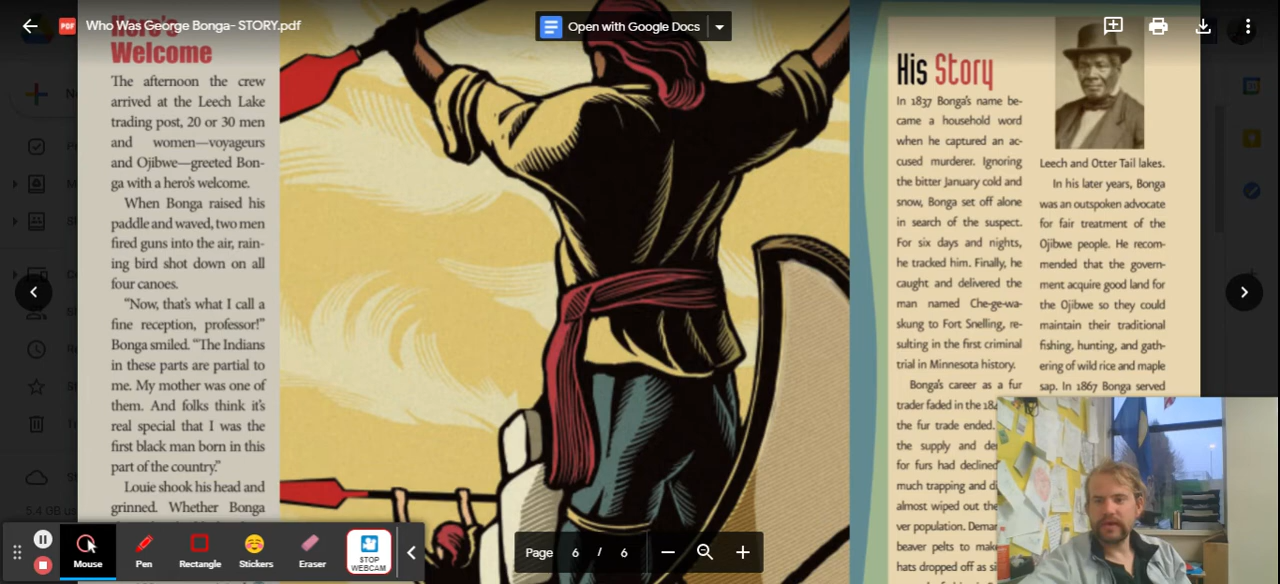 Who Was George Bonga- STORY.pdf
Open with Google Docs
Welcome
The afternoon the crew
arrived at the Leech Lake
trading post, 20 or 30 men
and women—voyageurs
and Ojibwe—greeted Bon-
ga with a hero's welcome.
When Bonga raised his
paddle and waved, two men
fired guns into the air, rain-
ing bird shot down on all
four canoes.
"Now, that's what I call a
fine reception, professor!"
Bonga smiled. "The Indians
in these parts are partial to
me. My mother was one of
them. And folks think it's
real special that I was the
first black man born in this
part of the country."
Louie shook his head and
grinned. Whether Bonga
His Story
In 1837 Bonga's name be-
came a household word
when he captured an ac-
cused murderer. Ignoring
the bitter January cold and
snow, Bonga set off alone
in search of the suspect.
For six days and nights,
he tracked him. Finally, he
caught and delivered the
man named Che-ge-wa-
skung to Fort Snelling, re-
sulting in the first criminal
trial in Minnesota history.
Bonga's career as a fur
trader faded in the 184
the fur trade ended.
the supply and de
for furs had declined
much trapping and d
almost wiped out the
ver population. Deman
beaver pelts to mak
hats dropped off as si
Leech and Otter Tail lakes.
In his later years, Bonga
was an outspoken advocate
for fair treatment of the
Ojibwe people. He recom-
mended that the govern-
ment acquire good land for
the Ojibwe so they could
maintain their traditional
fishing, hunting, and gath-
ering of wild rice and maple
sap. In 1867 Bonga served
5.4 GB
Mouse
Pen
Rectangle
Stickers
Eraser
STOP
WEBCAM
Page 6 / 6